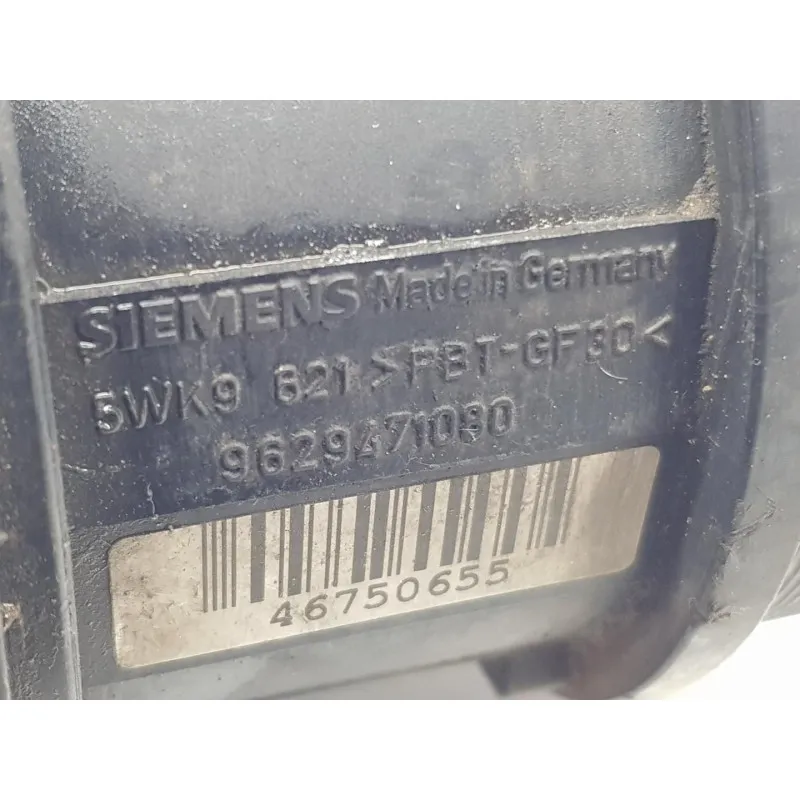 SIEMENS Made in Germany
5WK9 621 >PBT-GF30<
9629471080
46750655